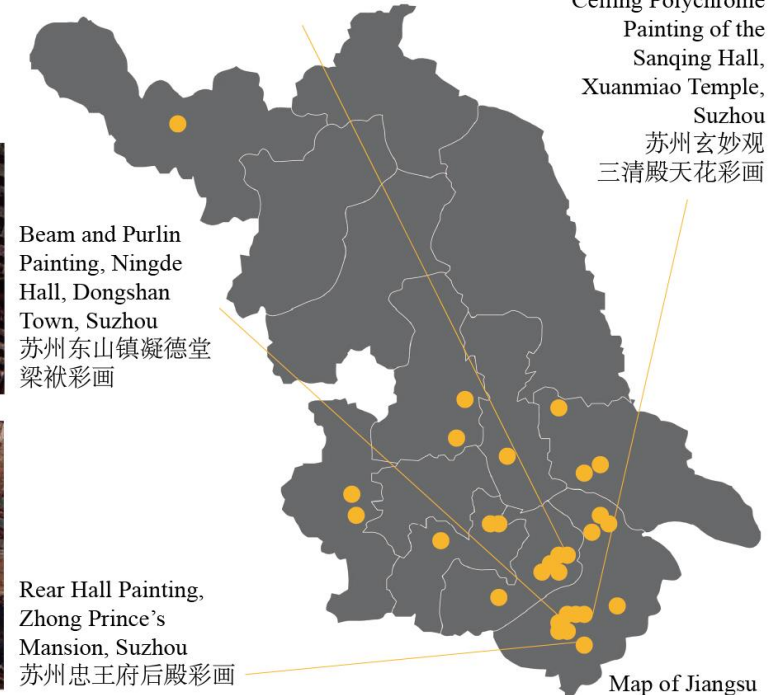 Ceiling Polychrome
Painting of the
Sanqing Hall,
Xuanmiao Temple,
Suzhou
苏州玄妙观
三清殿天花彩画
Beam and Purlin
Painting, Ningde
Hall, Dongshan
Town, Suzhou
苏州东山镇凝德堂
梁袱彩画
Rear Hall Painting,
Zhong Prince’s
Mansion, Suzhou
苏州忠王府后殿彩画
Map of Jiangsu